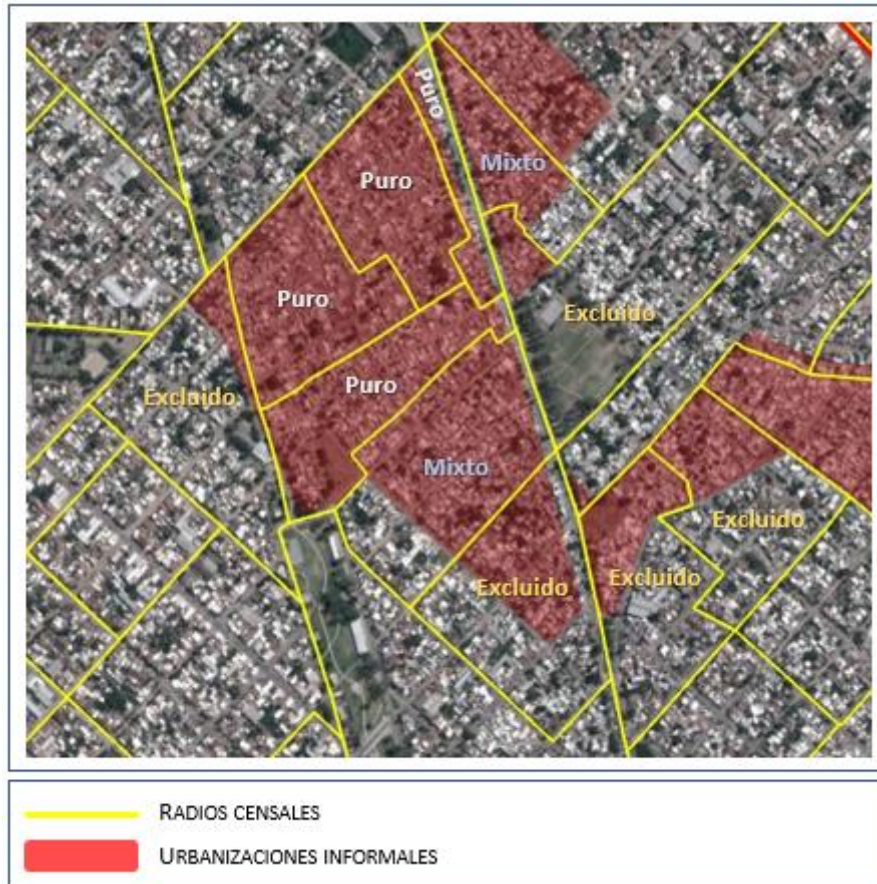 Puro
Puro
Mixto
Puro
Excluido
Puro
Excluido
Mixto
Excluido
Excluido
Excluido
RADIOS CENSALES
URBANIZACIONES INFORMALES